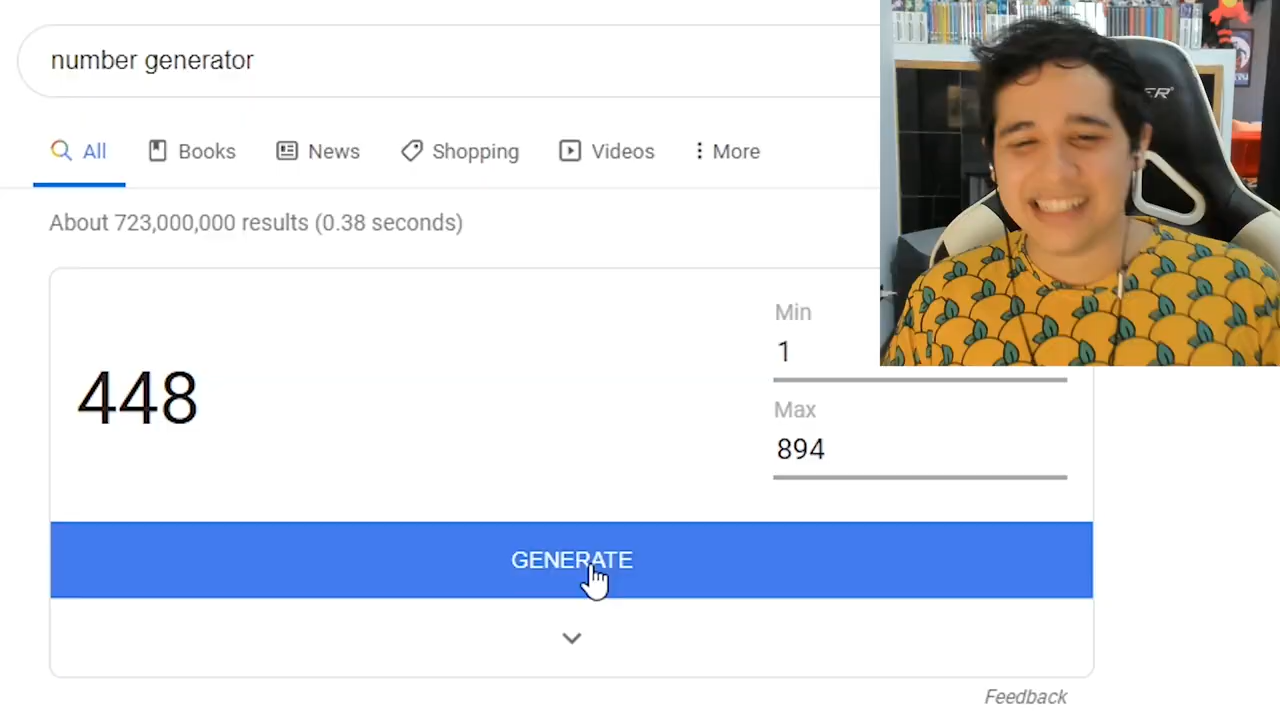 number generator
All Books News Shopping Videos More
About 723,000,000 results (0.38 seconds)
Min
1
448
Max
894
GENERATE
Feedback